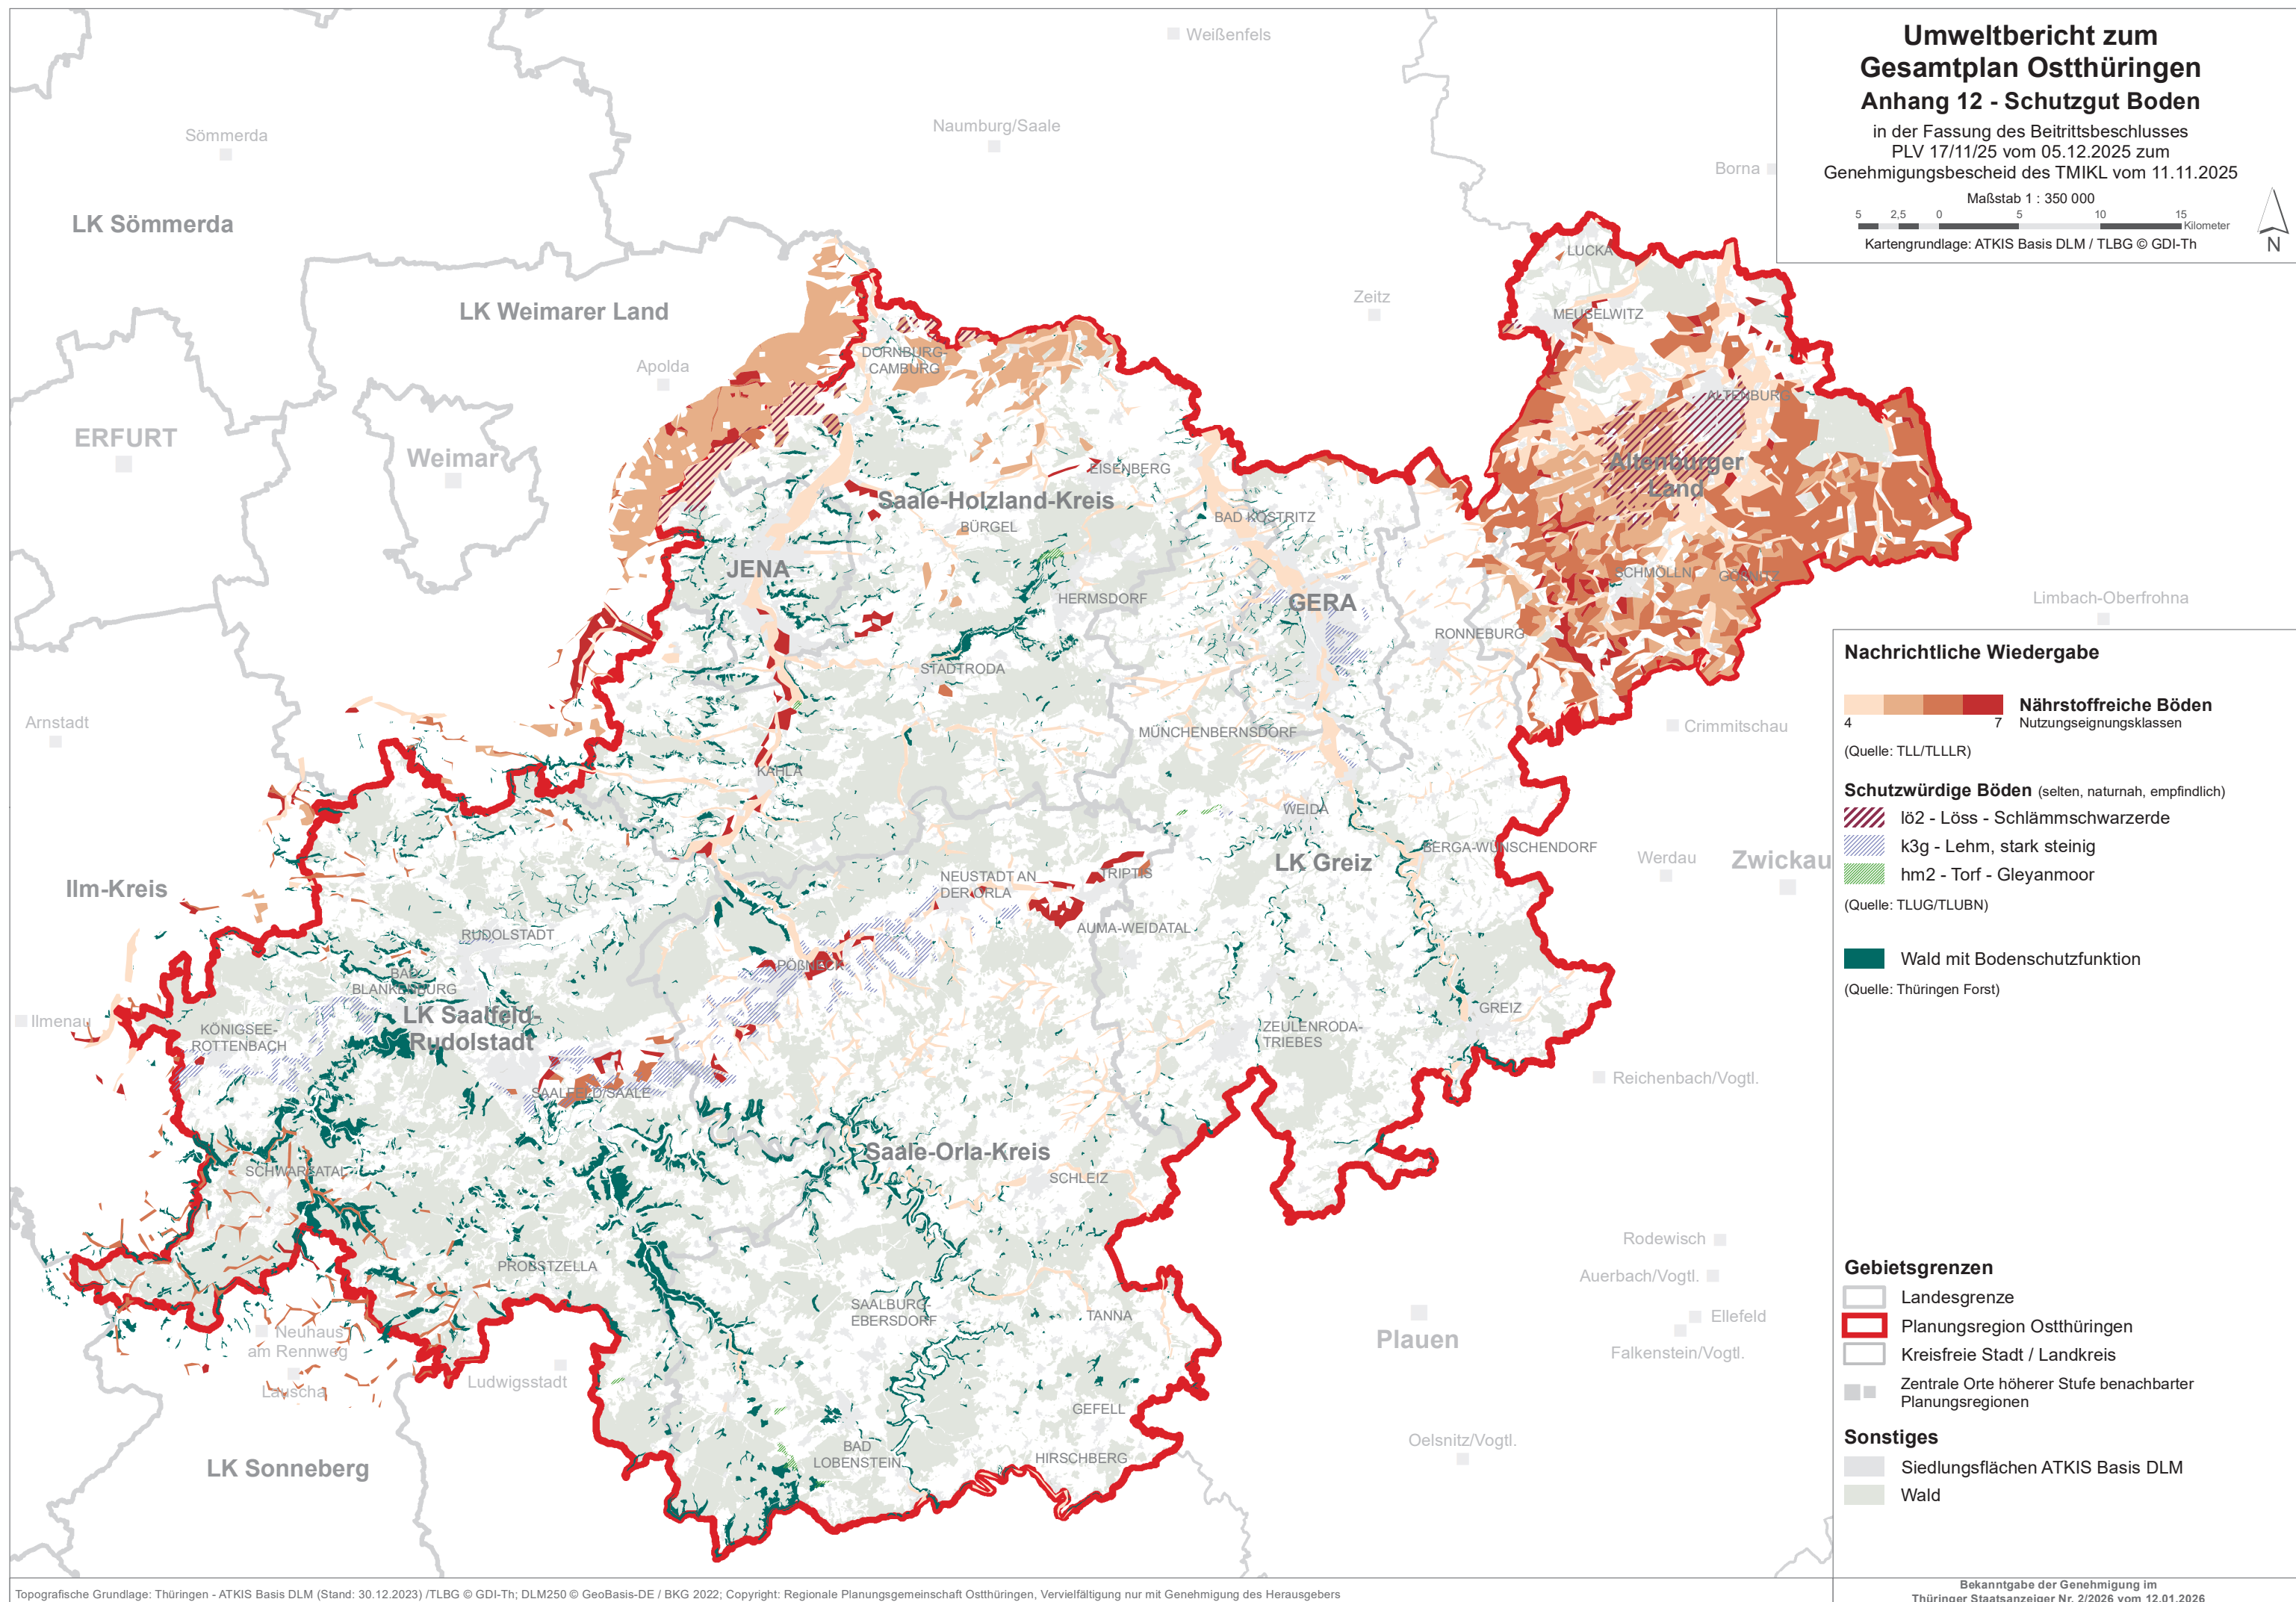 Umweltbericht zum
Gesamtplan Ostthüringen
Anhang 12 - Schutzgut Boden
in der Fassung des Beitrittsbeschlusses
PLV 17/11/25 vom 05.12.2025 zum
Genehmigungsbescheid des TMIKL vom 11.11.2025
Maßstab 1 : 350 000
5 2,5 0 5 10 15
Kilometer
Kartengrundlage: ATKIS Basis DLM / TLBG © GDI-Th
N
Weißenfels
Sömmerda
Naumburg/Saale
Borna
LK Sömmerda
LUCKA
LK Weimarer Land
Zeitz
MEUSELWITZ
DORNBURG-
CAMBURG
Apolda
ALTENBURG
ERFURT
Weimar
EISENBERG
Altenburger
Land
Saale-Holzland-Kreis
BÜRGEL
BAD KÖSTRITZ
JENA
SCHMÖLLN
GÖßNITZ
HERMSDORF
GERA
Limbach-Oberfrohna
RONNEBURG
STADTRODA
Arnstadt
Crimmitschau
MÜNCHENBERNSDORF
KAHLA
WEIDA
BERGA-WÜNSCHENDORF
LK Greiz
Werdau
Zwickau
TRIPTIS
NEUSTADT AN
DER ORLA
Ilm-Kreis
AUMA-WEIDATAL
RUDOLSTADT
PÖßNECK
BAD
BLANKENBURG
GREIZ
LK Saalfeld-
Rudolstadt
Ilmenau
KÖNIGSEE-
ROTTENBACH
ZEULENRODA-
TRIEBES
Reichenbach/Vogtl.
SAALFELD/SAALE
Saale-Orla-Kreis
SCHWARZATAL
SCHLEIZ
Rodewisch
PROBSTZELLA
Auerbach/Vogtl.
SAALBURG-
EBERSDORF
TANNA
Ellefeld
Plauen
Neuhaus
am Rennweg
Falkenstein/Vogtl.
Lauscha
Ludwigsstadt
GEFELL
Oelsnitz/Vogtl.
BAD
LOBENSTEIN
HIRSCHBERG
LK Sonneberg
Nachrichtliche Wiedergabe
Nährstoffreiche Böden
4 7 Nutzungseignungsklassen
(Quelle: TLL/TLLLR)
Schutzwürdige Böden (selten, naturnah, empfindlich)
lö2 - Löss - Schlämmschwarzerde
k3g - Lehm, stark steinig
hm2 - Torf - Gleyanmoor
(Quelle: TLUG/TLUBN)
Wald mit Bodenschutzfunktion
(Quelle: Thüringen Forst)
Gebietsgrenzen
Landesgrenze
Planungsregion Ostthüringen
Kreisfreie Stadt / Landkreis
Zentrale Orte höherer Stufe benachbarter
Planungsregionen
Sonstiges
Siedlungsflächen ATKIS Basis DLM
Wald
Topografische Grundlage: Thüringen - ATKIS Basis DLM (Stand: 30.12.2023) /TLBG © GDI-Th; DLM250 © GeoBasis-DE / BKG 2022; Copyright: Regionale Planungsgemeinschaft Ostthüringen, Vervielfältigung nur mit Genehmigung des Herausgebers
Bekanntgabe der Genehmigung im
Thüringer Staatsanzeiger Nr. 2/2026 vom 12.01.2026